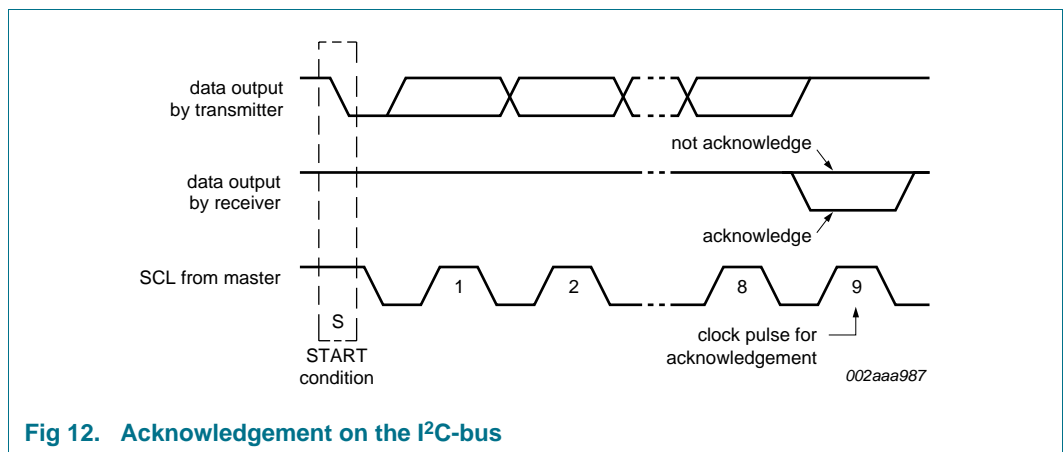 data output
by transmitter
not acknowledge
data output
by receiver
acknowledge
SCL from master
1
2
8
9
S
START
condition
clock pulse for
acknowledgement
002aaa987
Fig 12. Acknowledgement on the I²C-bus